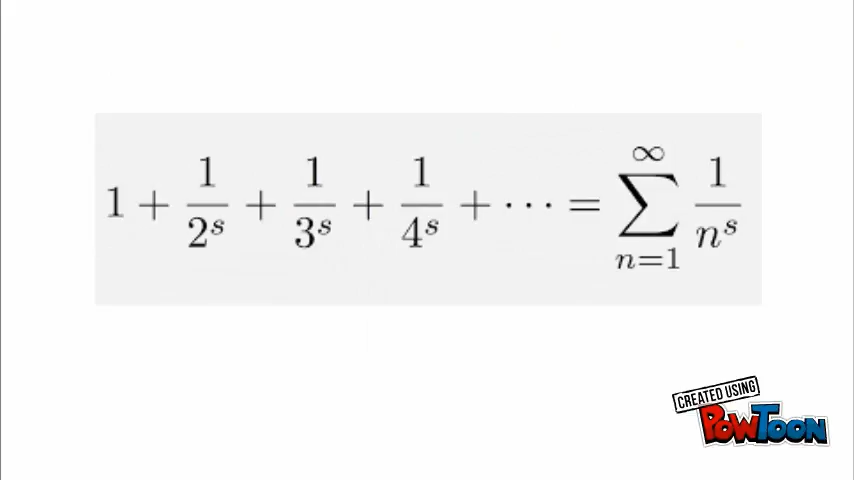 1 + 1/2^s + 1/3^s + 1/4^s + ··· = ∑_{n=1}^{∞} 1/n^s
CREATED USING
POWTOON